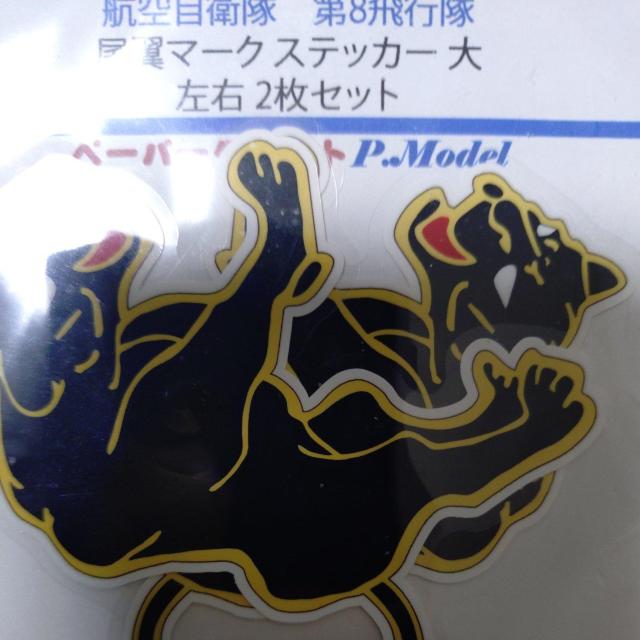 航空自衛隊 第8飛行隊
尾翼マークステッカー 大
左右 2枚セット
ペーパー ト P.Model